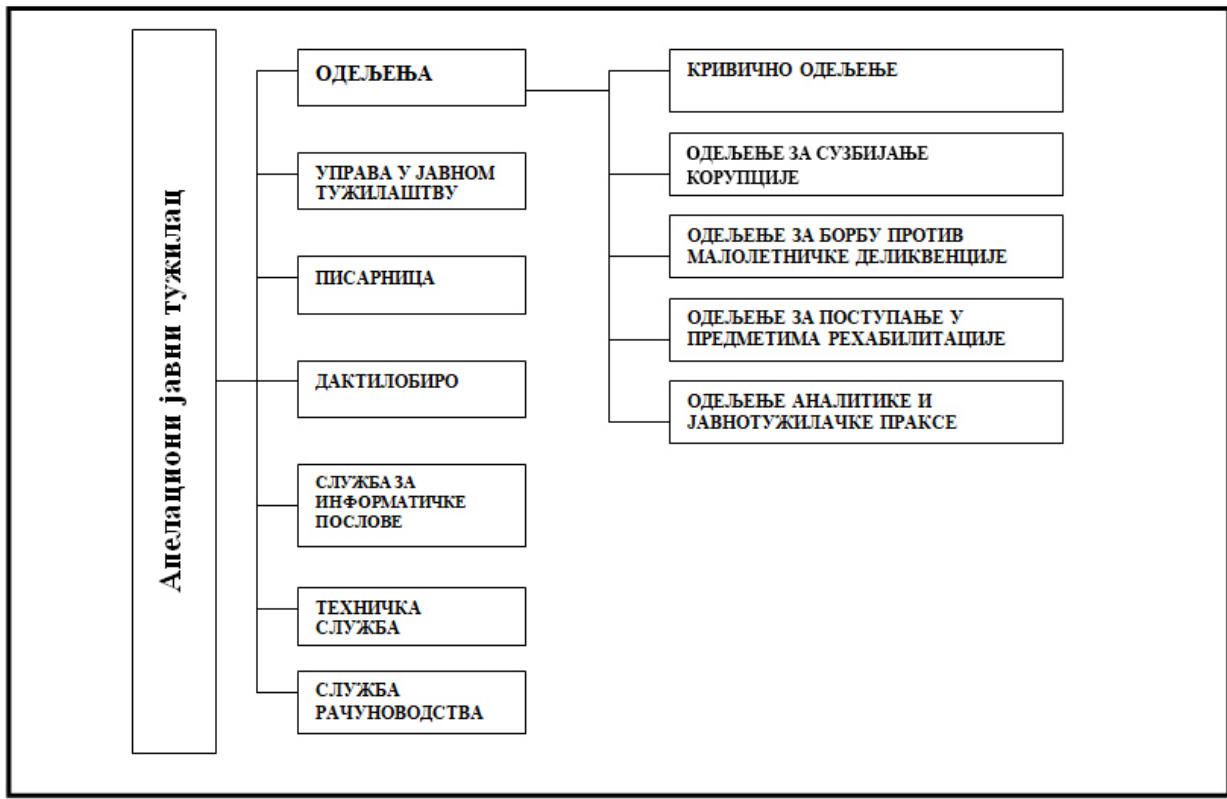 Апелациони јавни тужилац
ОДЕЉЕЊА
УПРАВА У ЈАВНОМ
ТУЖИЛАШТВУ
ПИСАРНИЦА
ДАКТИЛОБИРО
СЛУЖБА ЗА
ИНФОРМАТИЧКЕ
ПОСЛОВЕ
ТЕХНИЧКА
СЛУЖБА
СЛУЖБА
РАЧУНОВОДСТВА
КРИВИЧНО ОДЕЉЕЊЕ
ОДЕЉЕЊЕ ЗА СУЗБИЈАЊЕ
КОРУПЦИЈЕ
ОДЕЉЕЊЕ ЗА БОРБУ ПРОТИВ
МАЛОЛЕТНИЧКЕ ДЕЛИКВЕНЦИЈЕ
ОДЕЉЕЊЕ ЗА ПОСТУПАЊЕ У
ПРЕДМЕТИМА РЕХАБИЛИТАЦИЈЕ
ОДЕЉЕЊЕ АНАЛИТИКЕ И
ЈАВНОТУЖИЛАЧКЕ ПРАКСЕ